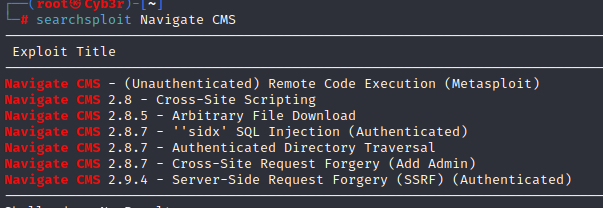 (root㉿Cyb3r)-[~]
# searchsploit Navigate CMS
Exploit Title
Navigate CMS - (Unauthenticated) Remote Code Execution (Metasploit)
Navigate CMS 2.8 - Cross-Site Scripting
Navigate CMS 2.8.5 - Arbitrary File Download
Navigate CMS 2.8.7 - ''sidx' SQL Injection (Authenticated)
Navigate CMS 2.8.7 - Authenticated Directory Traversal
Navigate CMS 2.8.7 - Cross-Site Request Forgery (Add Admin)
Navigate CMS 2.9.4 - Server-Side Request Forgery (SSRF) (Authenticated)